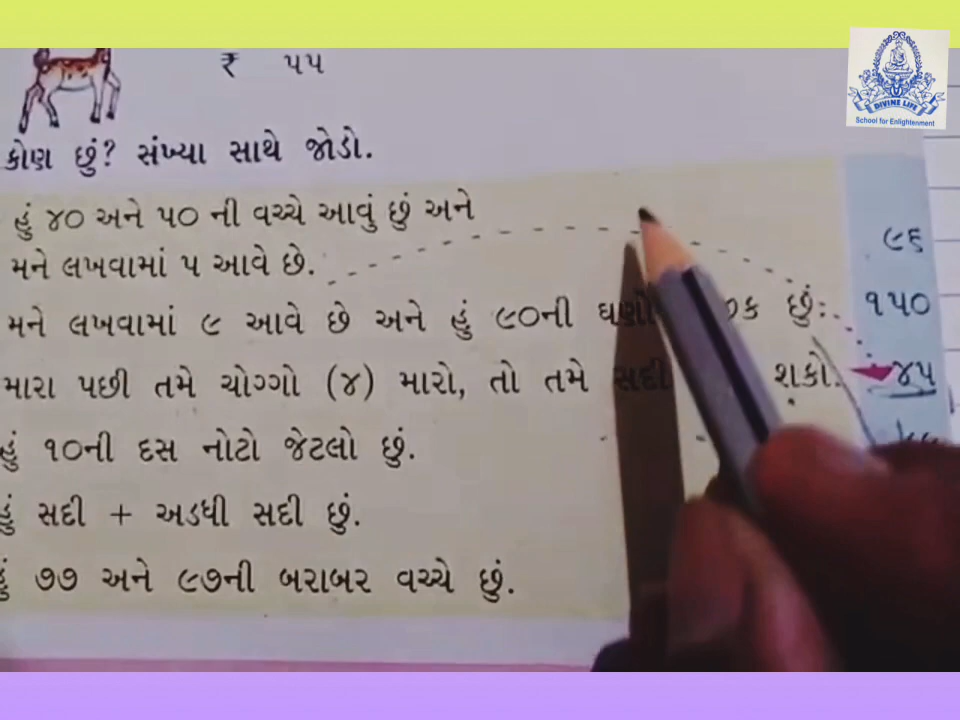 ₹ ૫૫
DIVINE LIFE
School for Enlightenment
કોણ છું? સંખ્યા સાથે જોડો.
હું ૪૦ અને ૫૦ ની વચ્ચે આવું છું અને
મને લખવામાં ૫ આવે છે.
૯૬
મને લખવામાં ૯ આવે છે અને હું ૯૦ની છું.
૧૫૦
મારા પછી તમે ચોગ્ગો (૪) મારો, તો તમે સદી શકો.
૪૫
હું ૧૦ની દસ નોટો જેટલો છું.
હું સદી + અડધી સદી છું.
હું ૭૭ અને ૯૭ની બરાબર વચ્ચે છું.